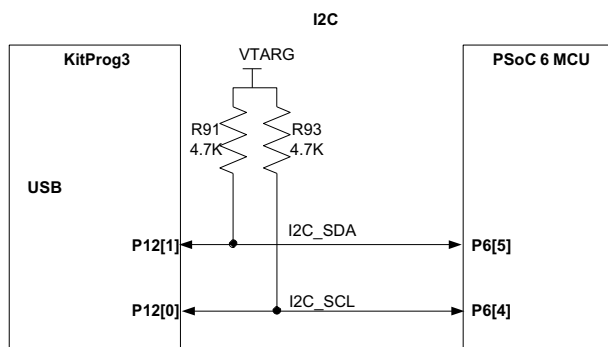 I2C
KitProg3
VTARG
PSoC 6 MCU
R91
4.7K
R93
4.7K
USB
P12[1]
I2C_SDA
P6[5]
P12[0]
I2C_SCL
P6[4]